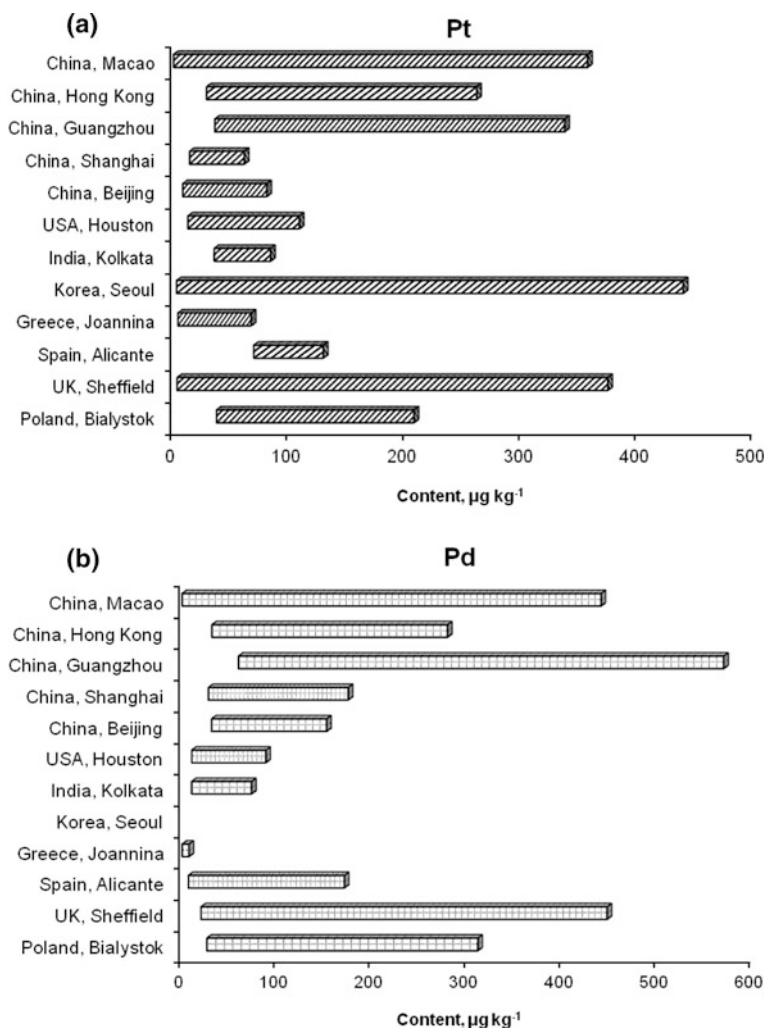 (a)
Pt
China, Macao
China, Hong Kong
China, Guangzhou
China, Shanghai
China, Beijing
USA, Houston
India, Kolkata
Korea, Seoul
Greece, Joannina
Spain, Alicante
UK, Sheffield
Poland, Bialystok
0 100 200 300 400 500
Content, µg kg-1
(b)
Pd
China, Macao
China, Hong Kong
China, Guangzhou
China, Shanghai
China, Beijing
USA, Houston
India, Kolkata
Korea, Seoul
Greece, Joannina
Spain, Alicante
UK, Sheffield
Poland, Bialystok
0 100 200 300 400 500 600
Content, µg kg-1